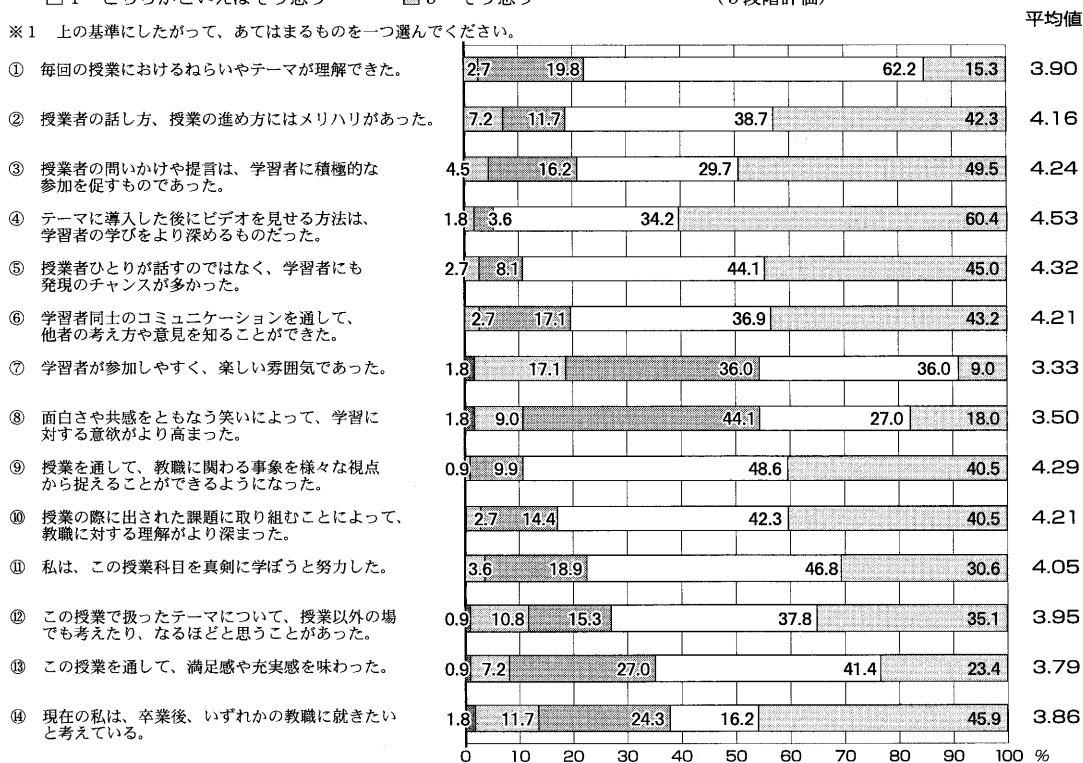 □4 どちらかといえばそう思う ▨5 そう思う (5段階評価)
平均値
※1 上の基準にしたがって、あてはまるものを一つ選んでください。
① 毎回の授業におけるねらいやテーマが理解できた。 2.7 19.8 62.2 15.3 3.90
② 授業者の話し方、授業の進め方にはメリハリがあった。 7.2 11.7 38.7 42.3 4.16
③ 授業者の問いかけや提言は、学習者に積極的な
参加を促すものであった。 4.5 16.2 29.7 49.5 4.24
④ テーマに導入した後にビデオを見せる方法は、
学習者の学びをより深めるものだった。 1.8 3.6 34.2 60.4 4.53
⑤ 授業者ひとりが話すのではなく、学習者にも
発現のチャンスが多かった。 2.7 8.1 44.1 45.0 4.32
⑥ 学習者同士のコミュニケーションを通して、
他者の考え方や意見を知ることができた。 2.7 17.1 36.9 43.2 4.21
⑦ 学習者が参加しやすく、楽しい雰囲気であった。 1.8 17.1 36.0 36.0 9.0 3.33
⑧ 面白さや共感をともなう笑いによって、学習に
対する意欲がより高まった。 1.8 9.0 44.1 27.0 18.0 3.50
⑨ 授業を通して、教職に関わる事象を様々な視点
から捉えることができるようになった。 0.9 9.9 48.6 40.5 4.29
⑩ 授業の際に出された課題に取り組むことによって、
教職に対する理解がより深まった。 2.7 14.4 42.3 40.5 4.21
⑪ 私は、この授業科目を真剣に学ぼうと努力した。 3.6 18.9 46.8 30.6 4.05
⑫ この授業で扱ったテーマについて、授業以外の場
でも考えたり、なるほどと思うことがあった。 0.9 10.8 15.3 37.8 35.1 3.95
⑬ この授業を通して、満足感や充実感を味わった。 0.9 7.2 27.0 41.4 23.4 3.79
⑭ 現在の私は、卒業後、いずれかの教職に就きたい
と考えている。 1.8 11.7 24.3 16.2 45.9 3.86
0 10 20 30 40 50 60 70 80 90 100 %